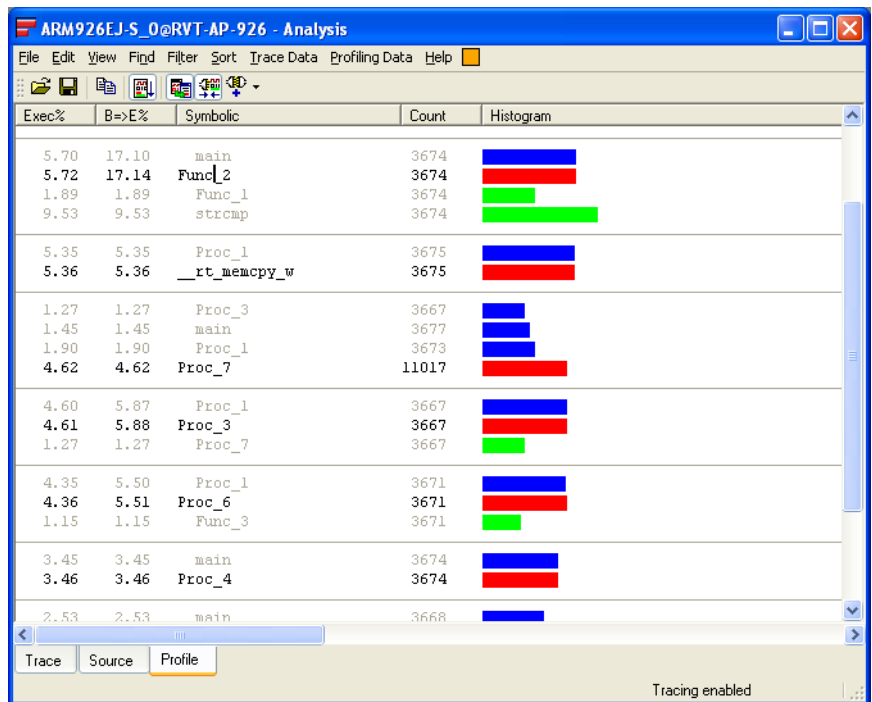 ARM926EJ-S_0@RVT-AP-926 - Analysis
File Edit View Find Filter Sort Trace Data Profiling Data Help
Exec% B=>E% Symbolic Count Histogram
5.70 17.10 main 3674
5.72 17.14 Func_2 3674
1.89 1.89 Func_1 3674
9.53 9.53 strcmp 3674
5.35 5.35 Proc_1 3675
5.36 5.36 __rt_memcpy_w 3675
1.27 1.27 Proc_3 3667
1.45 1.45 main 3677
1.90 1.90 Proc_1 3673
4.62 4.62 Proc_7 11017
4.60 5.87 Proc_1 3667
4.61 5.88 Proc_3 3667
1.27 1.27 Proc_7 3667
4.35 5.50 Proc_1 3671
4.36 5.51 Proc_6 3671
1.15 1.15 Func_3 3671
3.45 3.45 main 3674
3.46 3.46 Proc_4 3674
2.53 2.53 main 3668
Trace Source Profile
Tracing enabled